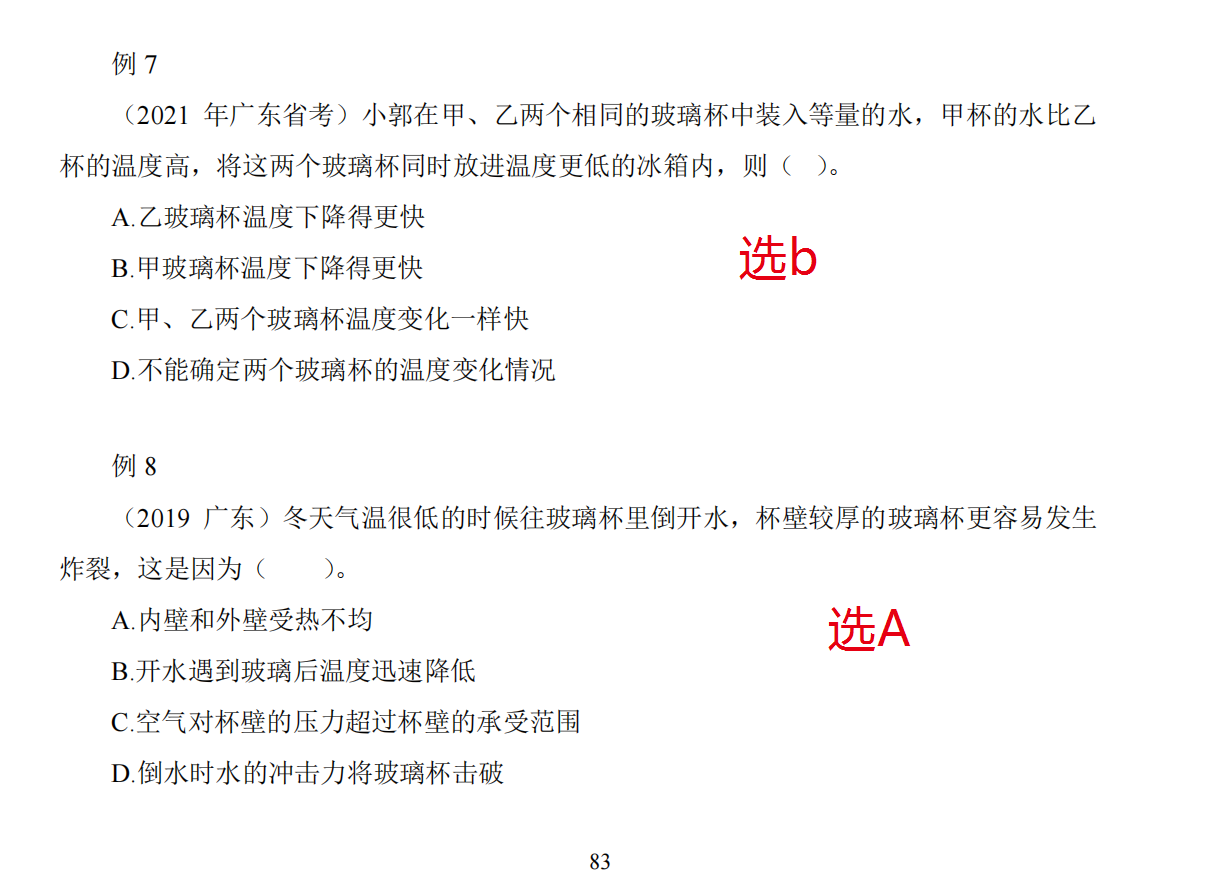 例 7
（2021 年广东省考）小郭在甲、乙两个相同的玻璃杯中装入等量的水，甲杯的水比乙
杯的温度高，将这两个玻璃杯同时放进温度更低的冰箱内，则（ ）。
A.乙玻璃杯温度下降得更快
选b
B.甲玻璃杯温度下降得更快
C.甲、乙两个玻璃杯温度变化一样快
D.不能确定两个玻璃杯的温度变化情况
例 8
（2019 广东）冬天气温很低的时候往玻璃杯里倒开水，杯壁较厚的玻璃杯更容易发生
炸裂，这是因为（ ）。
A.内壁和外壁受热不均
选A
B.开水遇到玻璃后温度迅速降低
C.空气对杯壁的压力超过杯壁的承受范围
D.倒水时水的冲击力将玻璃杯击破
83